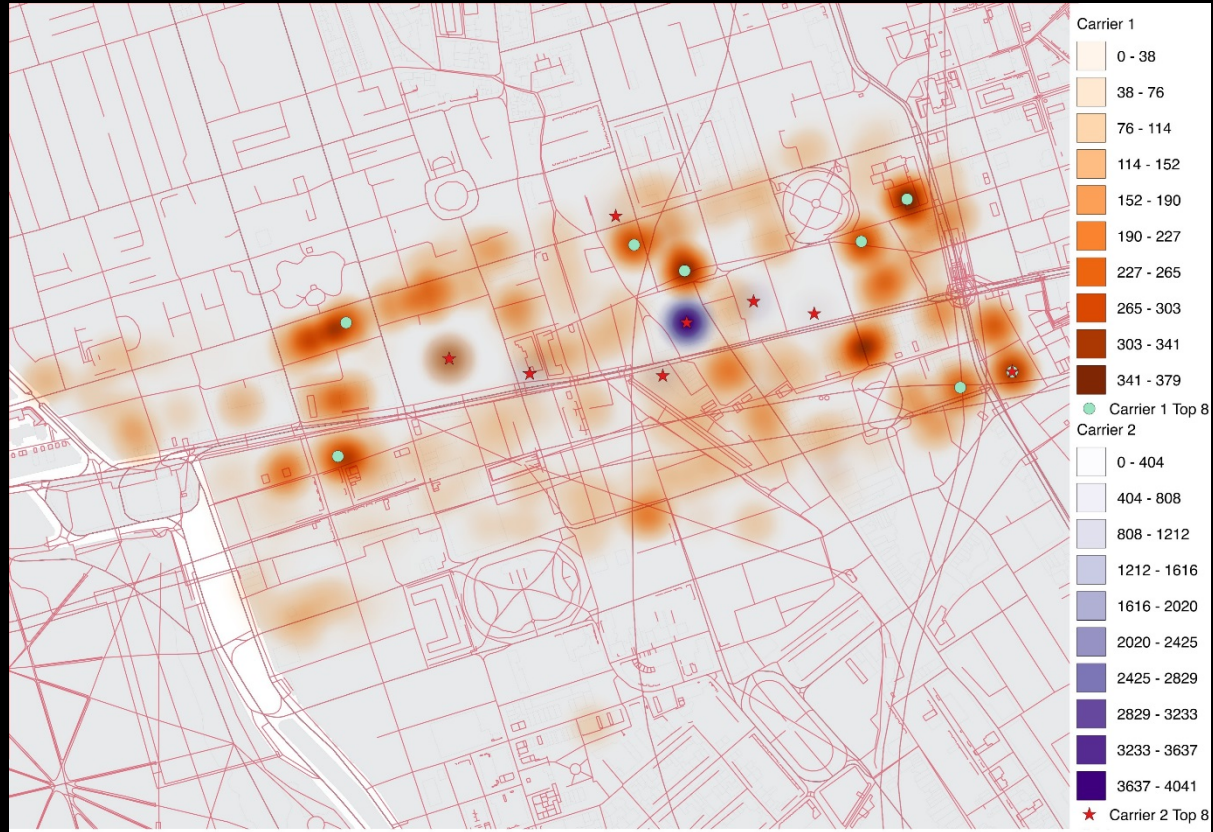 Carrier 1
0 - 38
38 - 76
76 - 114
114 - 152
152 - 190
190 - 227
227 - 265
265 - 303
303 - 341
341 - 379
Carrier 1 Top 8
Carrier 2
0 - 404
404 - 808
808 - 1212
1212 - 1616
1616 - 2020
2020 - 2425
2425 - 2829
2829 - 3233
3233 - 3637
3637 - 4041
Carrier 2 Top 8